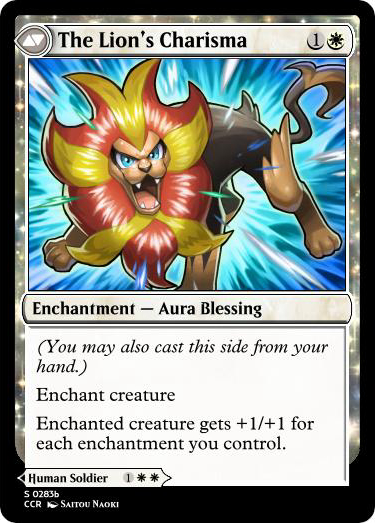 The Lion's Charisma 1
Enchantment — Aura Blessing
(You may also cast this side from your
hand.)
Enchant creature
Enchanted creature gets +1/+1 for
each enchantment you control.
Human Soldier 1
S 0283b
CCR SAITOU NAOKI